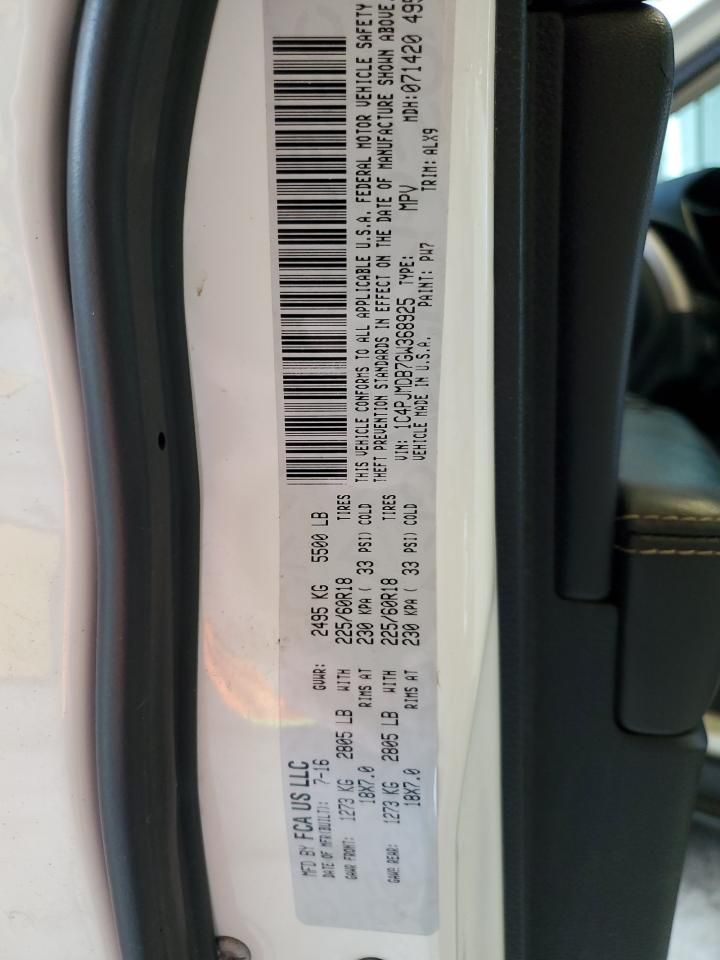 MFD BY FCA US LLC
DATE OF MFR(BUILT): 7-16
GVWR: 2495 KG 5500 LB
GAWR FRONT: 1273 KG 2805 LB WITH 225/60R18 TIRES
18X7.0 RIMS AT 230 KPA ( 33 PSI) COLD
GAWR REAR: 1273 KG 2805 LB WITH 225/60R18 TIRES
18X7.0 RIMS AT 230 KPA ( 33 PSI) COLD
THIS VEHICLE CONFORMS TO ALL APPLICABLE U.S.A. FEDERAL MOTOR VEHICLE SAFETY
THEFT PREVENTION STANDARDS IN EFFECT ON THE DATE OF MANUFACTURE SHOWN ABOVE.
VIN: 1C4PJMDB7GW368925 TYPE: MPV MDH:071420 495
VEHICLE MADE IN U.S.A. PAINT: PW7 TRIM: ALX9